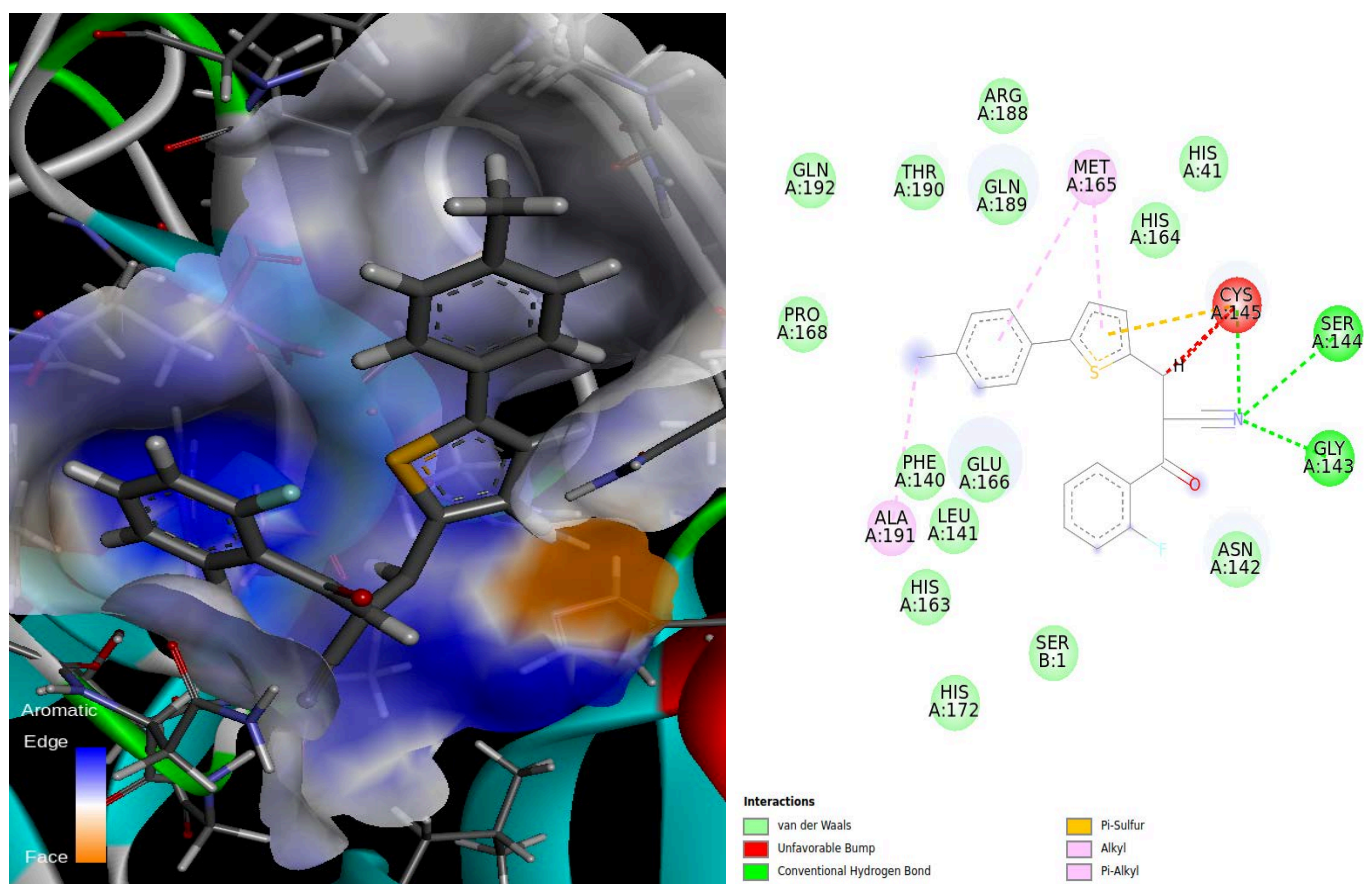 Aromatic
Edge
Face
ARG
A:188
GLN
A:192
THR
A:190
GLN
A:189
MET
A:165
HIS
A:41
HIS
A:164
PRO
A:168
CYS
A:145
SER
A:144
H
S
N
GLY
A:143
PHE
A:140
GLU
A:166
O
ALA
A:191
LEU
A:141
F
ASN
A:142
HIS
A:163
SER
B:1
HIS
A:172
Interactions
van der Waals
Unfavorable Bump
Conventional Hydrogen Bond
Pi-Sulfur
Alkyl
Pi-Alkyl